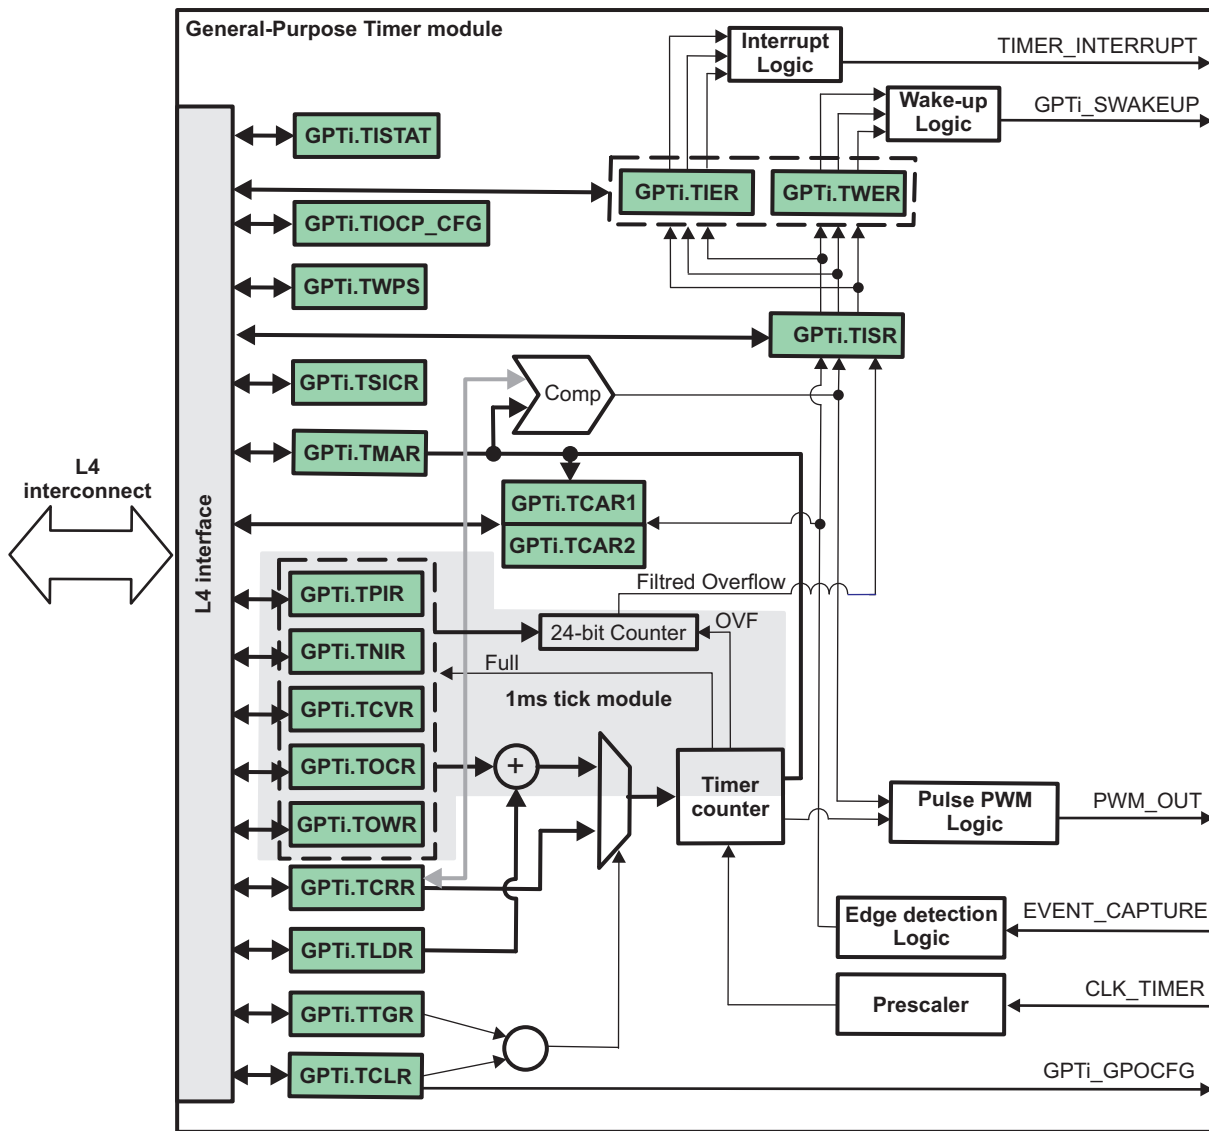 General-Purpose Timer module
Interrupt
Logic
TIMER_INTERRUPT
Wake-up
Logic
GPTi_SWAKEUP
GPTi.TISTAT
GPTi.TIER
GPTi.TWER
GPTi.TIOCP_CFG
GPTi.TWPS
GPTi.TISR
GPTi.TSICR
Comp
GPTi.TMAR
L4
interconnect
L4 interface
GPTi.TCAR1
GPTi.TCAR2
GPTi.TPIR
Filtred Overflow
24-bit Counter
OVF
GPTi.TNIR
Full
1ms tick module
GPTi.TCVR
GPTi.TOCR
+
Timer
counter
Pulse PWM
Logic
PWM_OUT
GPTi.TOWR
GPTi.TCRR
Edge detection
Logic
EVENT_CAPTURE
GPTi.TLDR
Prescaler
CLK_TIMER
GPTi.TTGR
GPTi.TCLR
GPTi_GPOCFG